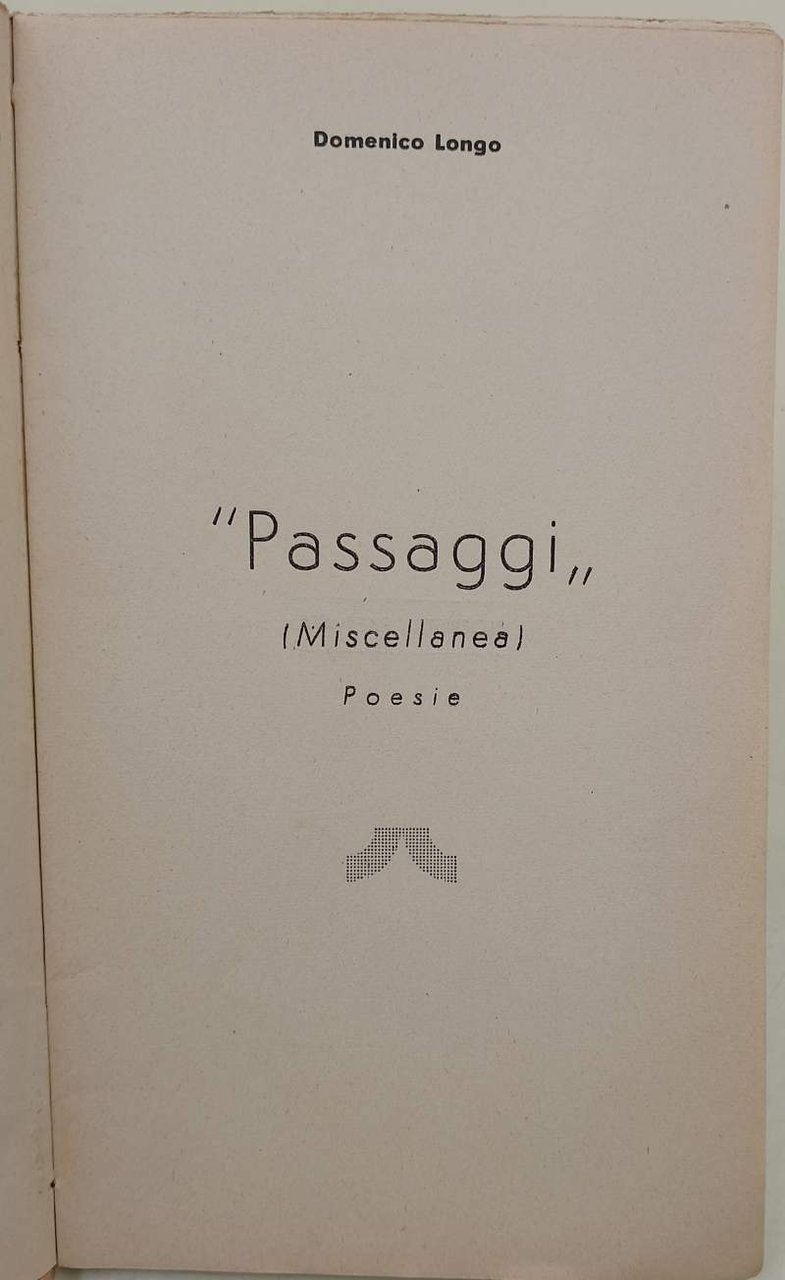 Domenico Longo
"Passaggi„
(Miscellanea)
Poesie